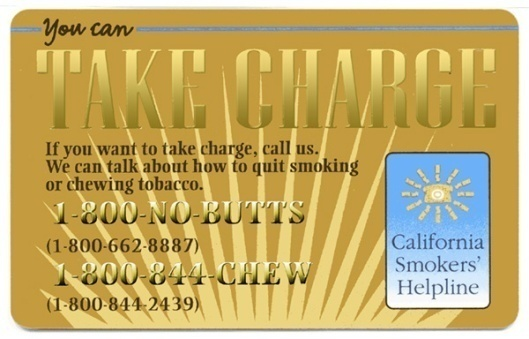 You can
TAKE CHARGE
If you want to take charge, call us.
We can talk about how to quit smoking
or chewing tobacco.
1-800-NO-BUTTS
(1-800-662-8887)
1-800-844-CHEW
(1-800-844-2439)
California
Smokers'
Helpline